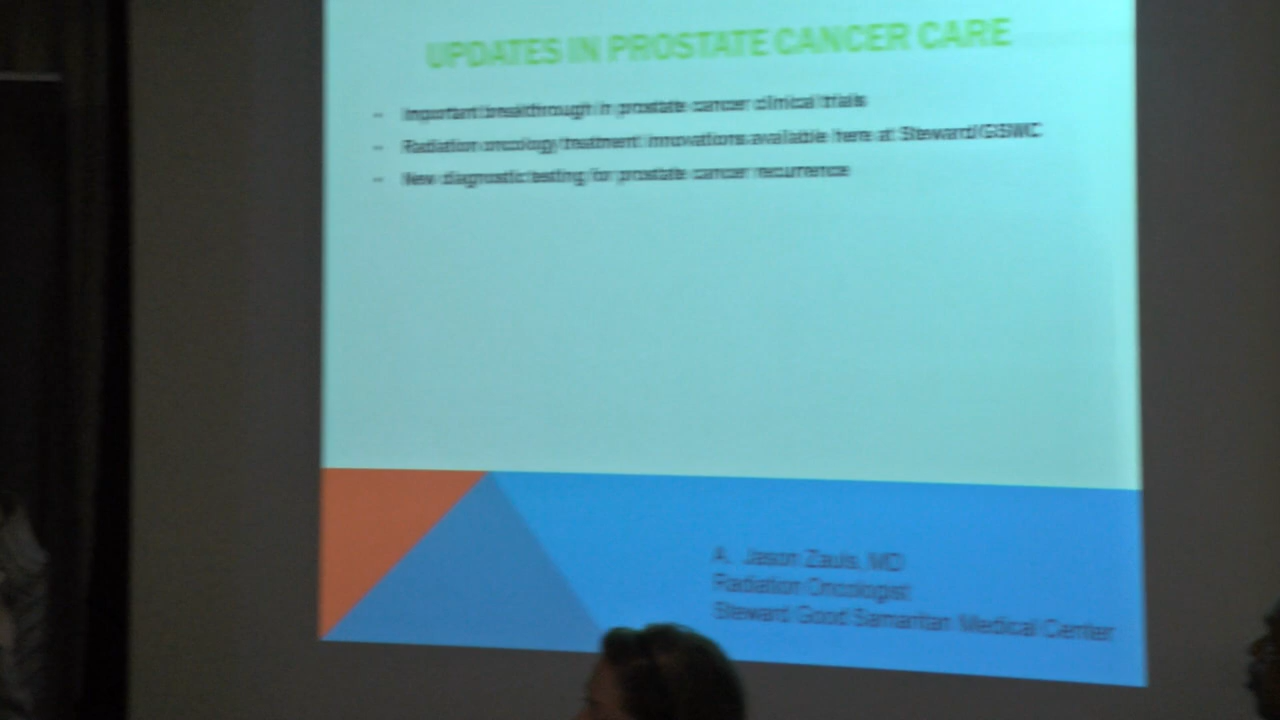 UPDATES IN PROSTATE CANCER CARE
- Important breakthrough in prostate cancer clinical trials
- Radiation oncology treatment innovations available here at Steward/GSMC
- New diagnostic testing for prostate cancer recurrence
A. Jason Zauls, MD
Radiation Oncologist
Steward Good Samaritan Medical Center